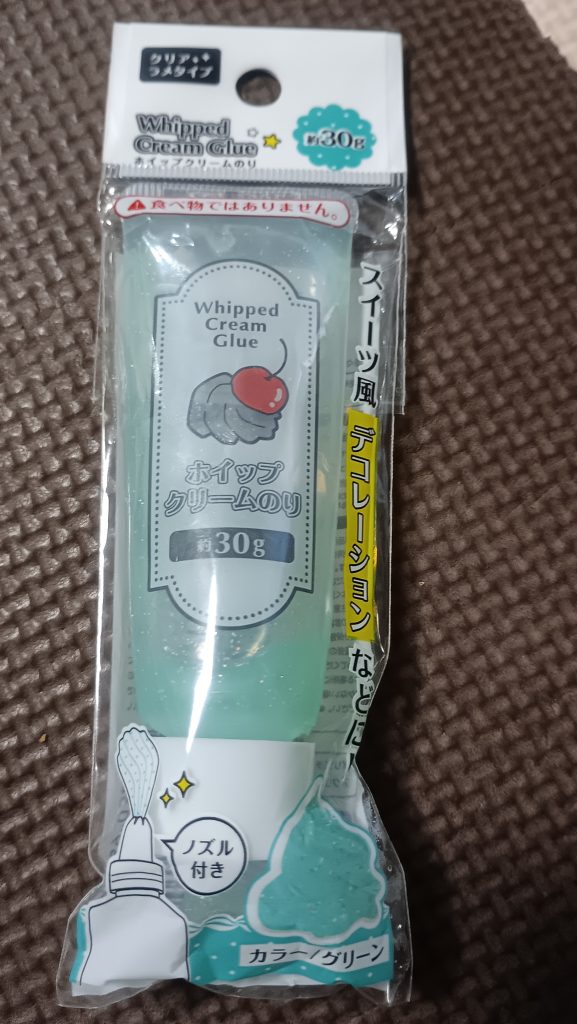 クリア
ラメタイプ
Whipped
Cream Glue
ホイップクリームのり
約30g
食べ物ではありません。
Whipped
Cream
Glue
ホイップ
クリームのり
約30g
スイーツ風デコレーションなどに!
ノズル
付き
カラー/グリーン